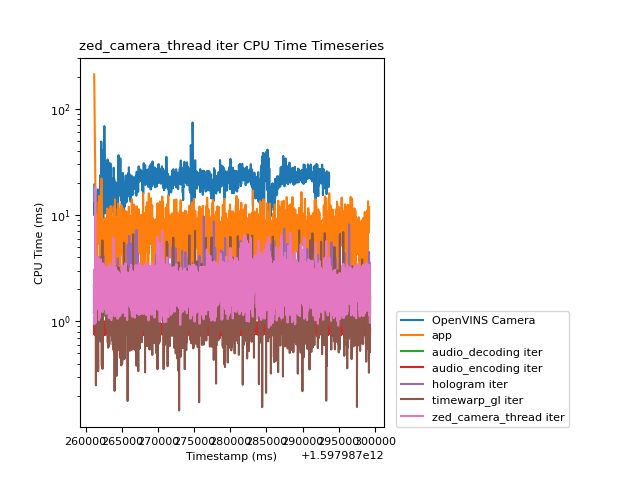 zed_camera_thread iter CPU Time Timeseries
CPU Time (ms)
10²
10¹
10⁰
260000 265000 270000 275000 280000 285000 290000 295000 300000
Timestamp (ms)
+1.597987e12
OpenVINS Camera
app
audio_decoding iter
audio_encoding iter
hologram iter
timewarp_gl iter
zed_camera_thread iter